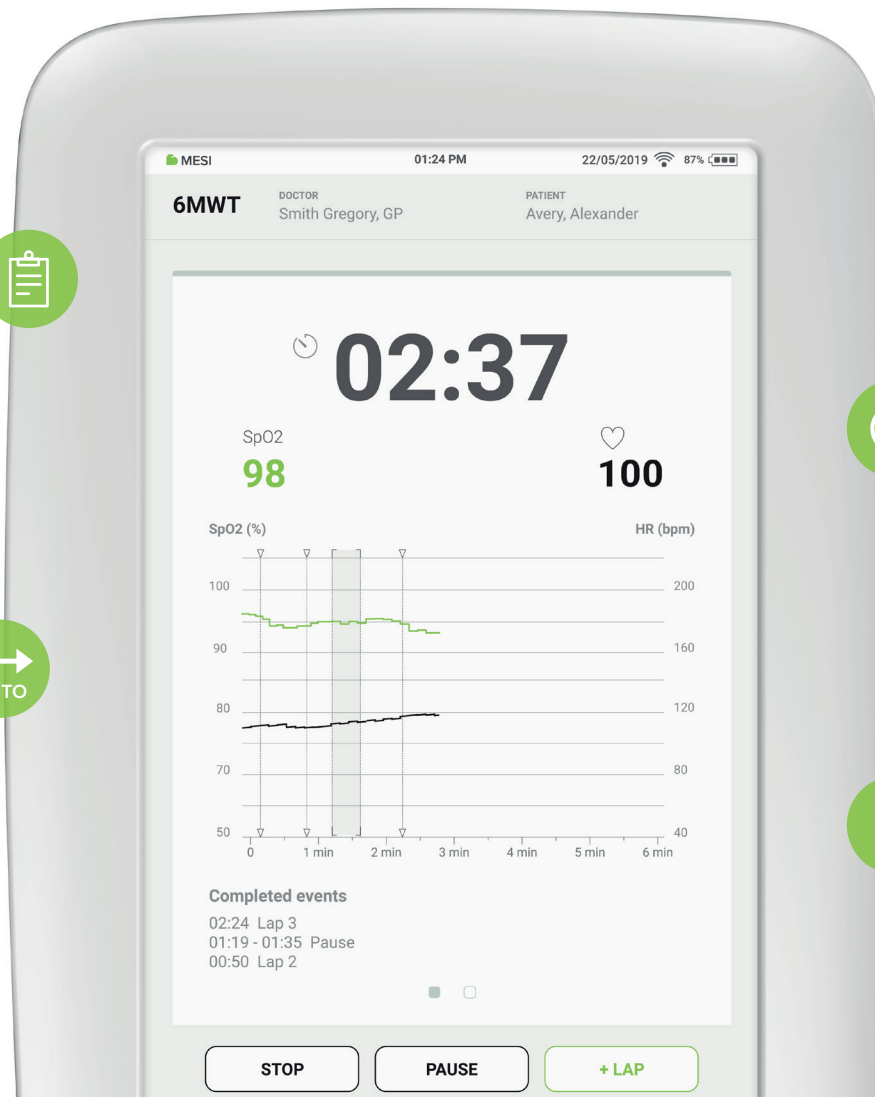 MESI 01:24 PM 22/05/2019 87%
6MWT
DOCTOR
Smith Gregory, GP
PATIENT
Avery, Alexander
02:37
SpO2
98
100
SpO2 (%) HR (bpm)
100 200
90 160
80 120
70 80
50 40
0 1 min 2 min 3 min 4 min 5 min 6 min
Completed events
02:24 Lap 3
01:19 - 01:35 Pause
00:50 Lap 2
STOP PAUSE + LAP
TO